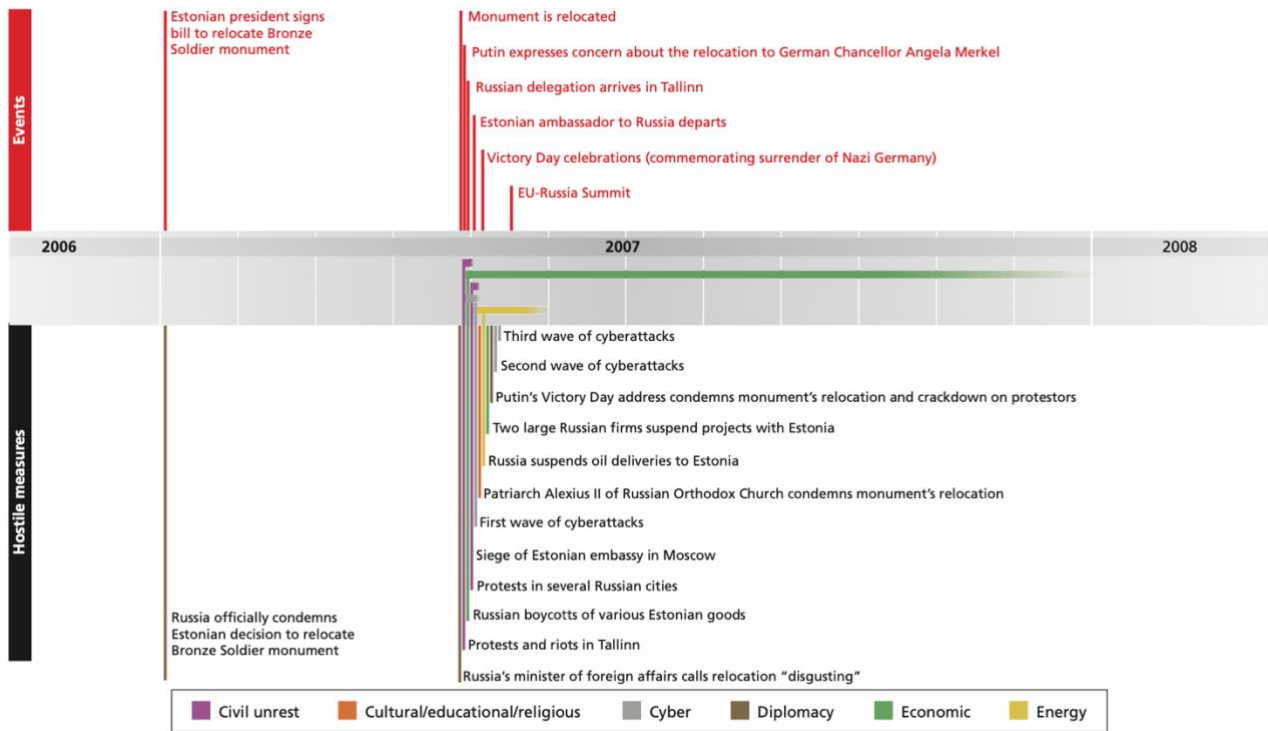 Events
Estonian president signs
bill to relocate Bronze
Soldier monument
Monument is relocated
Putin expresses concern about the relocation to German Chancellor Angela Merkel
Russian delegation arrives in Tallinn
Estonian ambassador to Russia departs
Victory Day celebrations (commemorating surrender of Nazi Germany)
EU-Russia Summit
2006
2007
2008
Hostile measures
Third wave of cyberattacks
Second wave of cyberattacks
Putin’s Victory Day address condemns monument’s relocation and crackdown on protestors
Two large Russian firms suspend projects with Estonia
Russia suspends oil deliveries to Estonia
Patriarch Alexius II of Russian Orthodox Church condemns monument’s relocation
First wave of cyberattacks
Siege of Estonian embassy in Moscow
Protests in several Russian cities
Russian boycotts of various Estonian goods
Protests and riots in Tallinn
Russia’s minister of foreign affairs calls relocation “disgusting”
Russia officially condemns
Estonian decision to relocate
Bronze Soldier monument
Civil unrest
Cultural/educational/religious
Cyber
Diplomacy
Economic
Energy